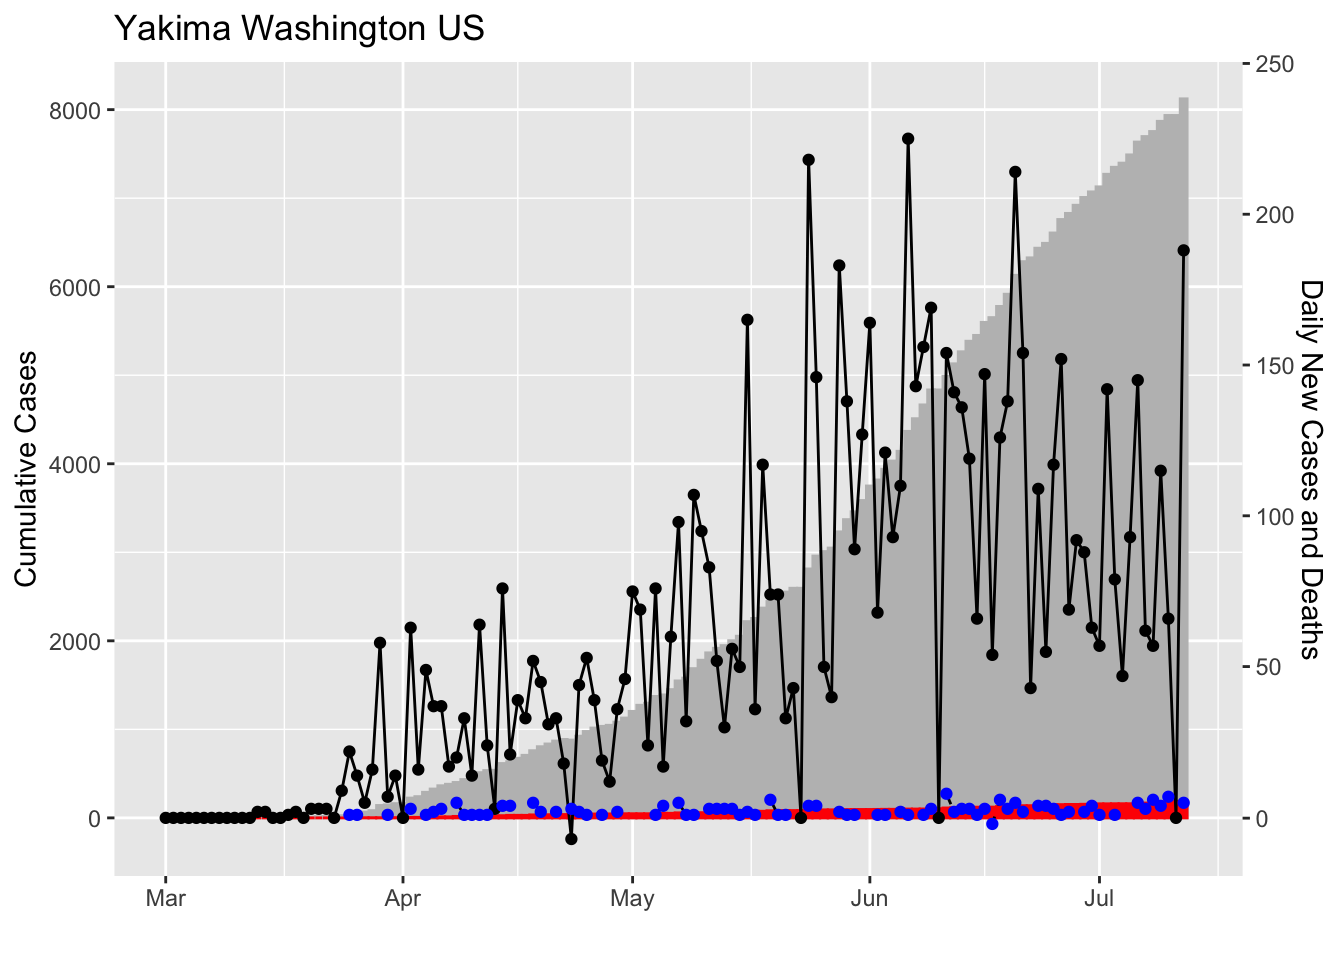 Yakima Washington US
Cumulative Cases
8000
6000
4000
2000
0
250
200
150
100
50
0
Daily New Cases and Deaths
Mar
Apr
May
Jun
Jul